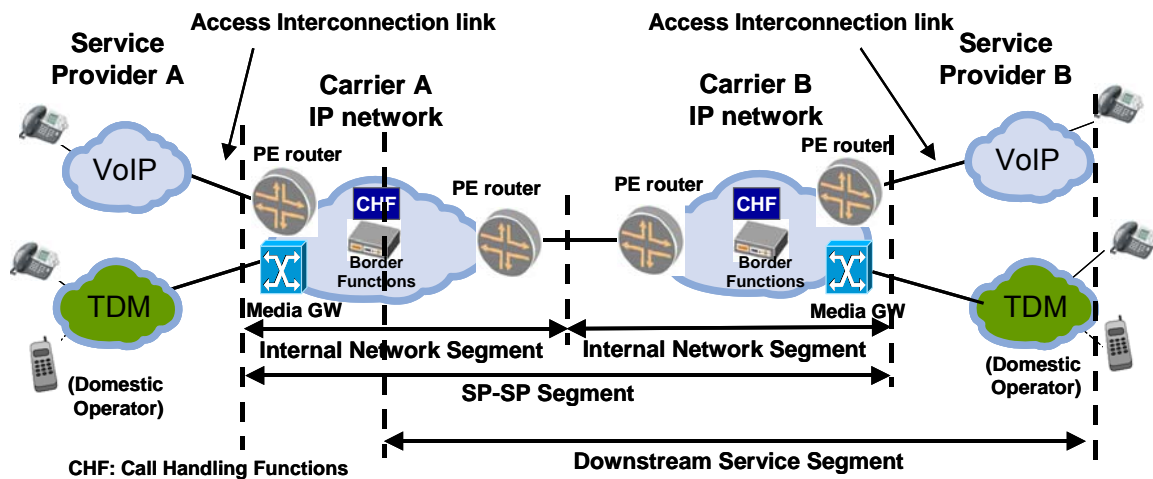 Access Interconnection link
Access Interconnection link
Service
Provider A
Service
Provider B
Carrier A
IP network
Carrier B
IP network
VoIP
PE router
PE router
CHF
Border
Functions
TDM
Media GW
(Domestic
Operator)
PE router
PE router
CHF
Border
Functions
VoIP
TDM
Media GW
(Domestic
Operator)
Internal Network Segment
Internal Network Segment
SP-SP Segment
Downstream Service Segment
CHF: Call Handling Functions